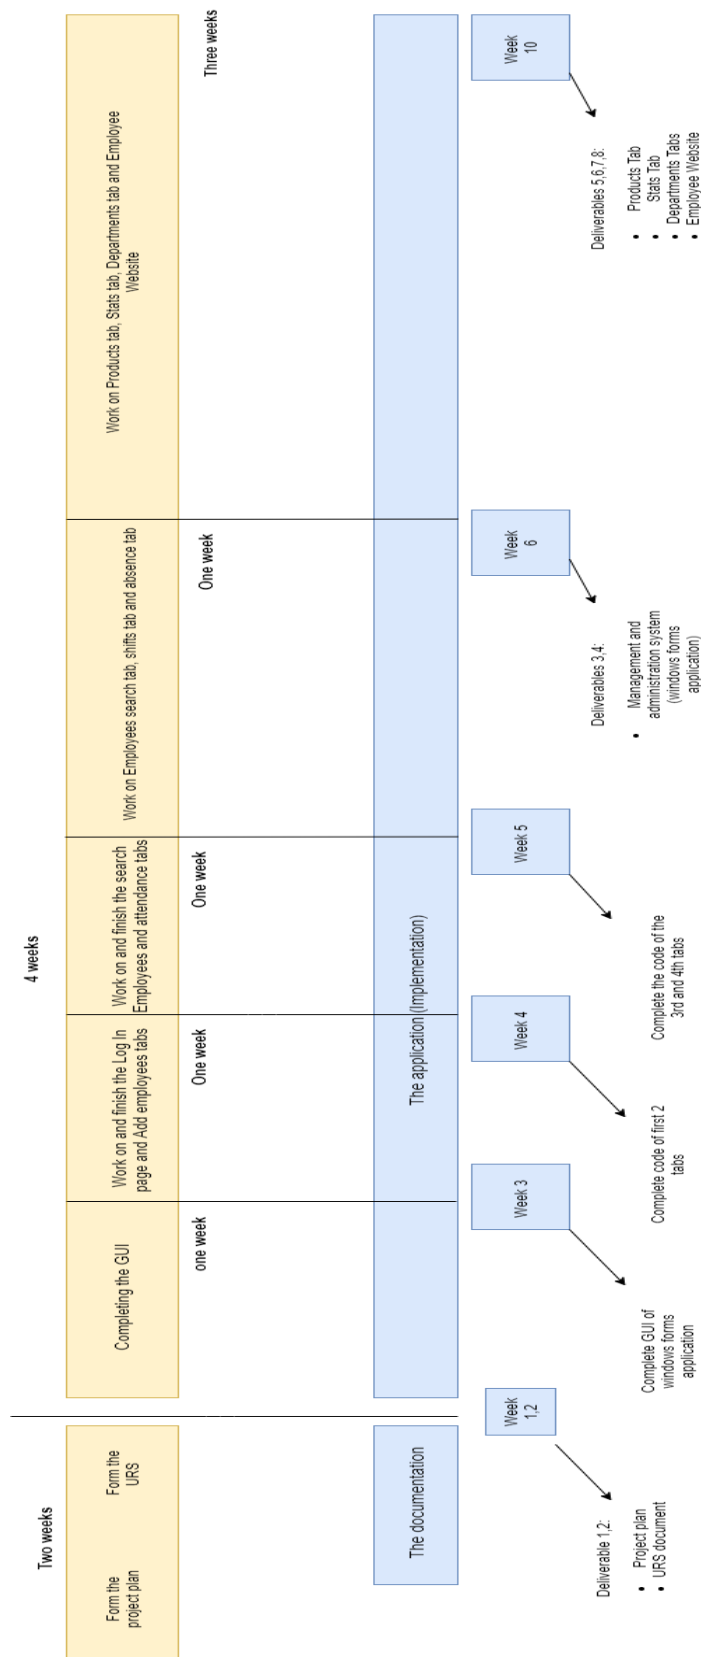 Two weeks
4 weeks
Form the
project plan
Form the
URS
Completing the GUI
Work on and finish the Log In
page and Add employees tabs
Work on and finish the search
Employees and attendance tabs
Work on Employees search tab, shifts tab and absence tab
Work on Products tab, Stats tab, Departments tab and Employee
Website
one week
One week
One week
One week
Three weeks
The documentation
The application (Implementation)
Week
1,2
Week 3
Week 4
Week 5
Week
6
Week
10
Deliverable 1,2:
• Project plan
• URS document
Complete GUI of
windows forms
application
Complete code of first 2
tabs
Complete the code of the
3rd and 4th tabs
Deliverables 3,4:
• Management and
administration system
(windows forms
application)
Deliverables 5,6,7,8:
• Products Tab
• Stats Tab
• Departments Tabs
• Employee Website